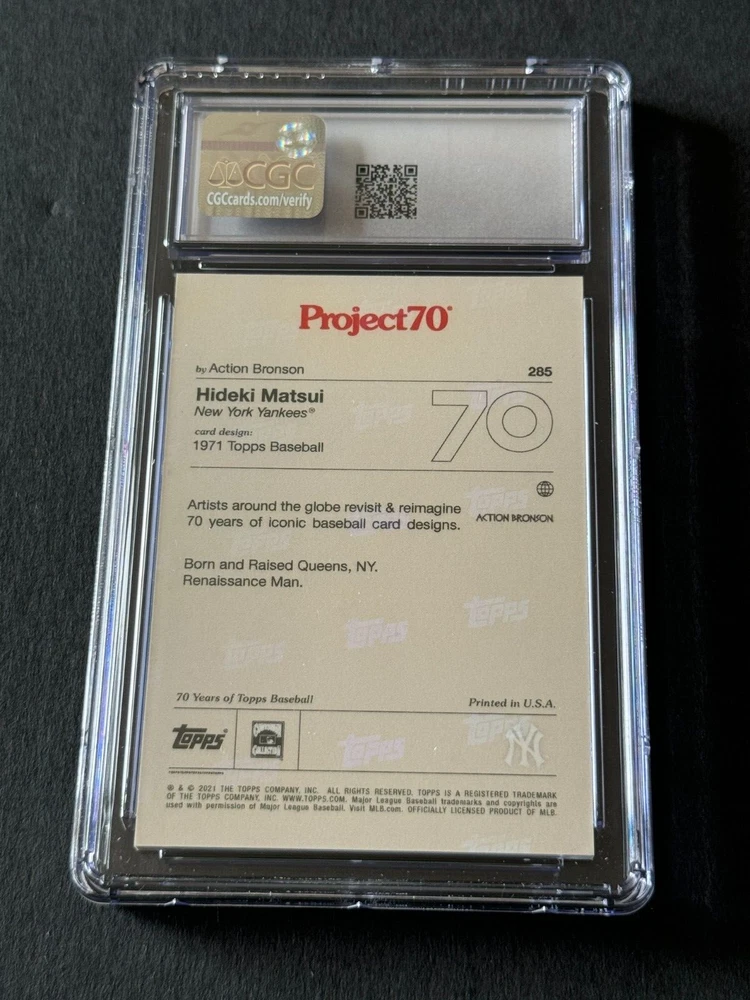 CGC
CGCcards.com/verify
Project70®
by Action Bronson
285
Hideki Matsui
New York Yankees®
70
card design:
1971 Topps Baseball
Artists around the globe revisit & reimagine
70 years of iconic baseball card designs.
ACTION BRONSON
Born and Raised Queens, NY.
Renaissance Man.
70 Years of Topps Baseball
Printed in U.S.A.
Topps®
NY
® & © 2021 THE TOPPS COMPANY, INC. ALL RIGHTS RESERVED. TOPPS IS A REGISTERED TRADEMARK
OF THE TOPPS COMPANY, INC. WWW.TOPPS.COM. Major League Baseball trademarks and copyrights are
used with permission of Major League Baseball. Visit MLB.com. OFFICIALLY LICENSED PRODUCT OF MLB.